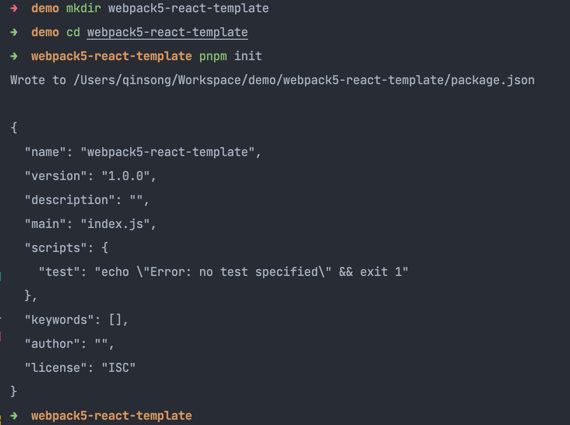 ➜ demo mkdir webpack5-react-template
➜ demo cd webpack5-react-template
➜ webpack5-react-template pnpm init
Wrote to /Users/qinsong/Workspace/demo/webpack5-react-template/package.json
{
  "name": "webpack5-react-template",
  "version": "1.0.0",
  "description": "",
  "main": "index.js",
  "scripts": {
    "test": "echo \"Error: no test specified\" && exit 1"
  },
  "keywords": [],
  "author": "",
  "license": "ISC"
}
➜ webpack5-react-template